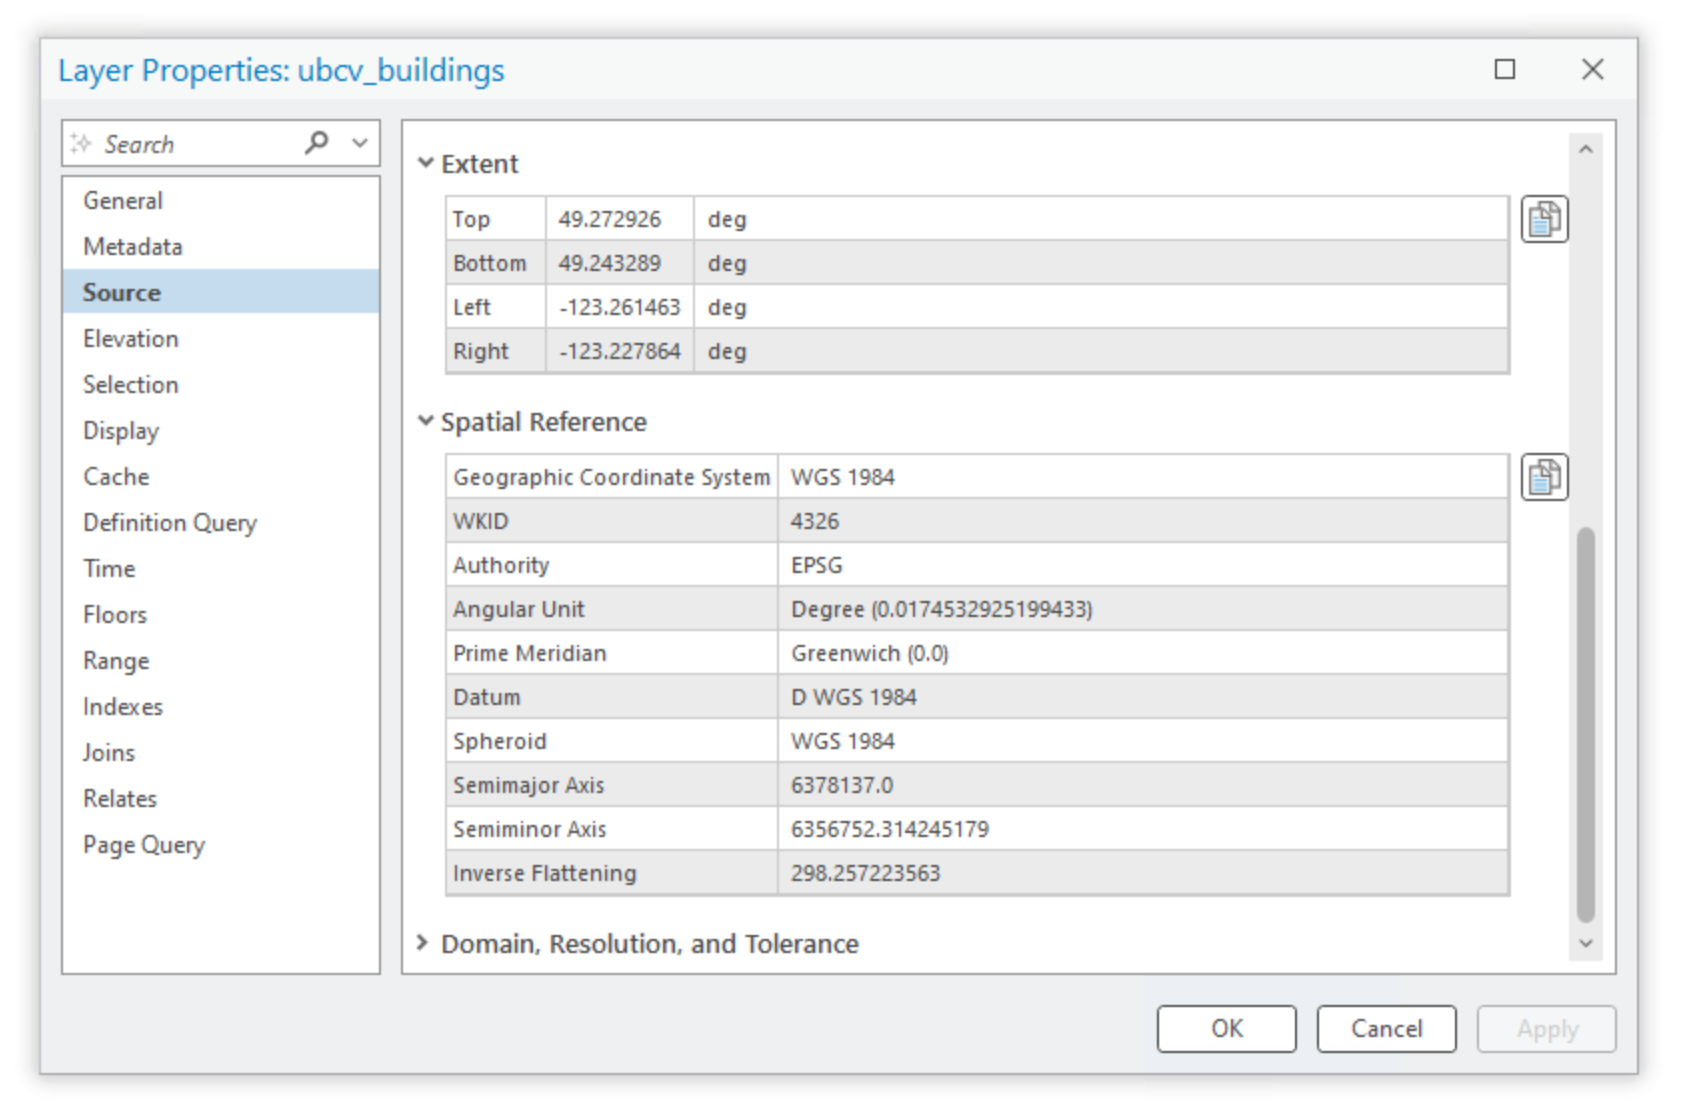 Layer Properties: ubcv_buildings
Search
General
Metadata
Source
Elevation
Selection
Display
Cache
Definition Query
Time
Floors
Range
Indexes
Joins
Relates
Page Query
Extent
Top 49.272926 deg
Bottom 49.243289 deg
Left -123.261463 deg
Right -123.227864 deg
Spatial Reference
Geographic Coordinate System WGS 1984
WKID 4326
Authority EPSG
Angular Unit Degree (0.0174532925199433)
Prime Meridian Greenwich (0.0)
Datum D WGS 1984
Spheroid WGS 1984
Semimajor Axis 6378137.0
Semiminor Axis 6356752.314245179
Inverse Flattening 298.257223563
Domain, Resolution, and Tolerance
OK Cancel Apply